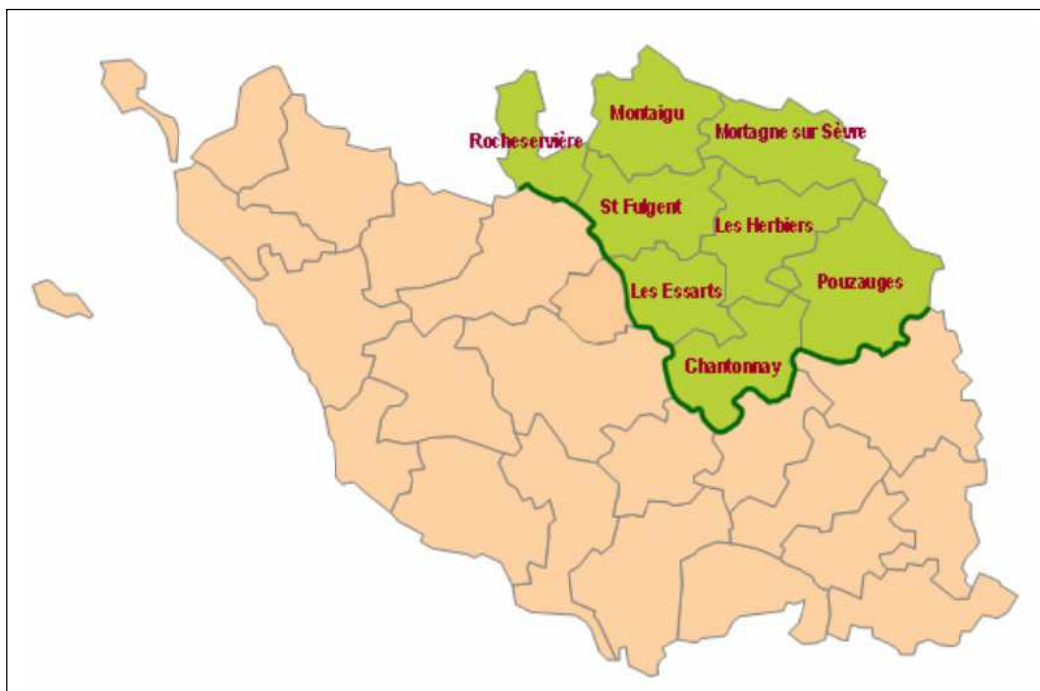 Montaigu
Mortagne sur Sèvre
Rocheservière
St Fulgent
Les Herbiers
Pouzauges
Les Essarts
Chantonnay